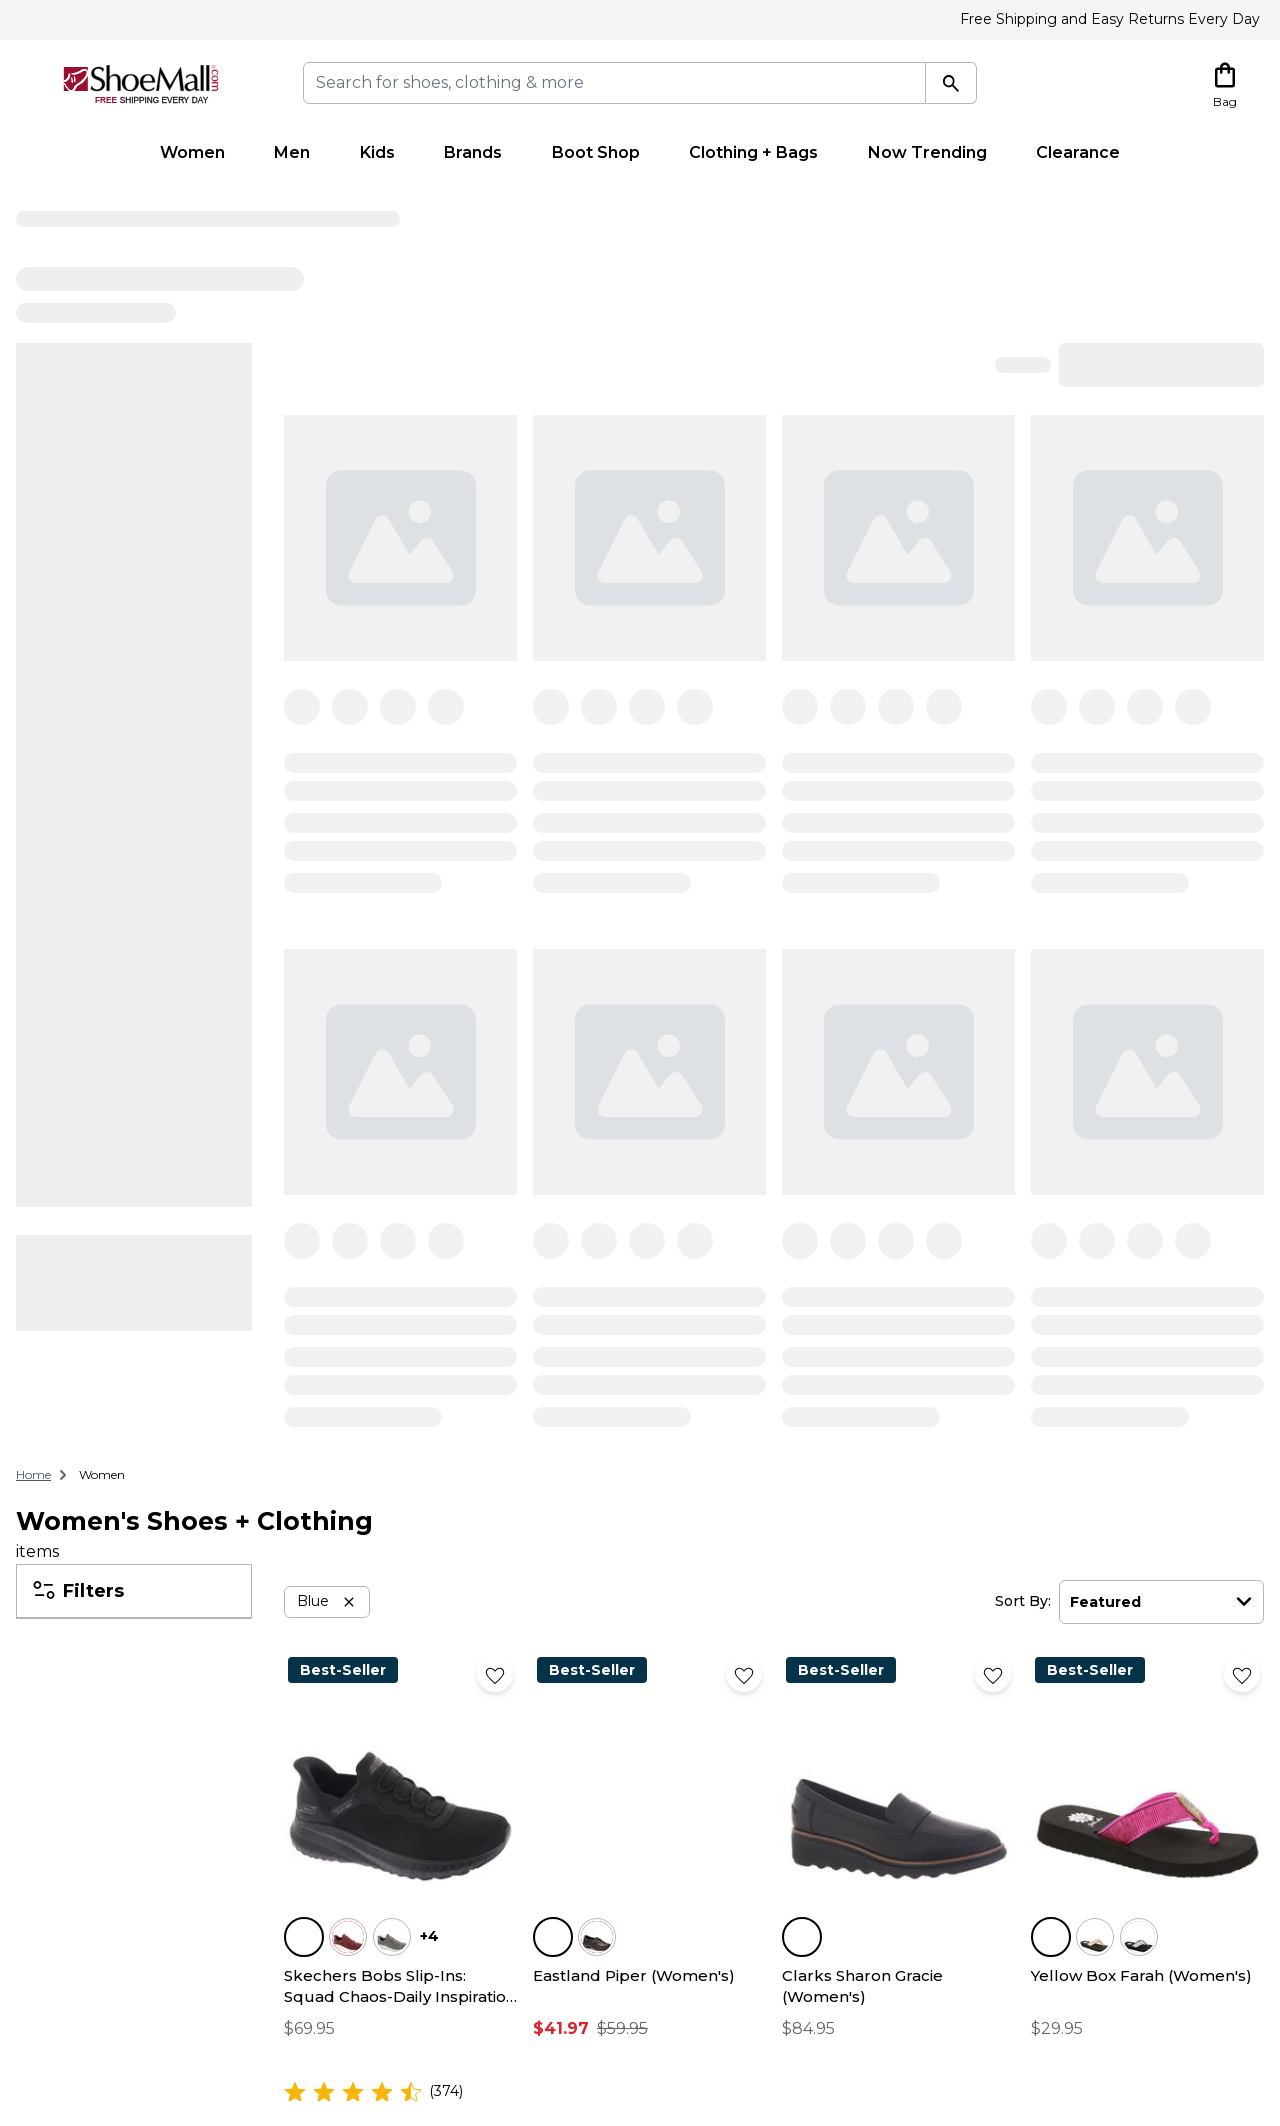 Free Shipping and Easy Returns Every Day
ShoeMall.com
FREE SHIPPING EVERY DAY
Search for shoes, clothing & more
Bag
Women Men Kids Brands Boot Shop Clothing + Bags Now Trending Clearance
Home > Women
Women's Shoes + Clothing
items
Filters
Blue ×
Sort By: Featured
Best-Seller Best-Seller Best-Seller Best-Seller
+4
Skechers Bobs Slip-Ins:
Squad Chaos-Daily Inspiratio...
$69.95
(374)
Eastland Piper (Women's)
$41.97 $59.95
Clarks Sharon Gracie
(Women's)
$84.95
Yellow Box Farah (Women's)
$29.95